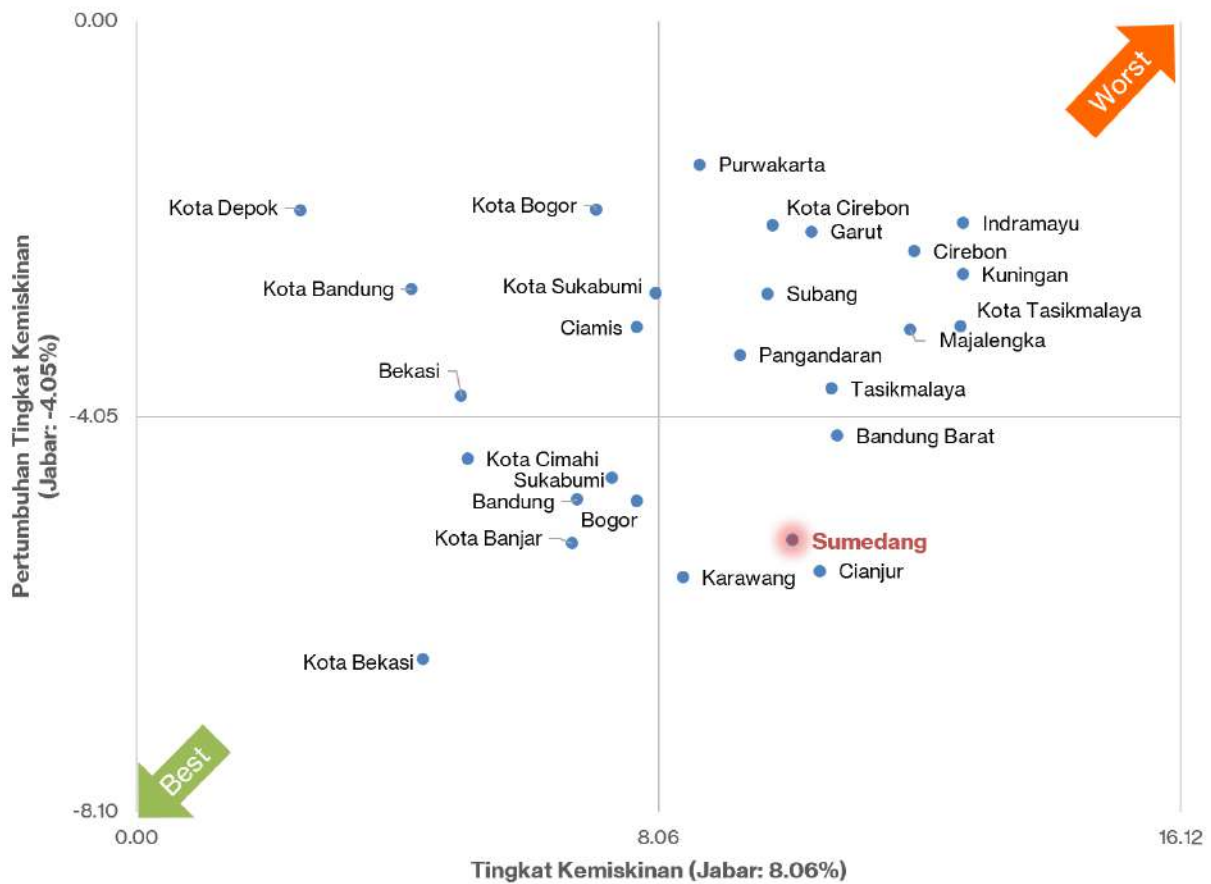 0.00
Worst
Purwakarta
Kota Depok
Kota Bogor
Kota Cirebon
Indramayu
Garut
Cirebon
Kuningan
Kota Bandung
Kota Sukabumi
Subang
Kota Tasikmalaya
Ciamis
Majalengka
Pangandaran
Bekasi
Tasikmalaya
-4.05
Bandung Barat
Kota Cimahi
Sukabumi
Bandung
Bogor
Kota Banjar
Sumedang
Karawang
Cianjur
Kota Bekasi
Best
-8.10
0.00
8.06
16.12
Pertumbuhan Tingkat Kemiskinan
(Jabar: -4.05%)
Tingkat Kemiskinan (Jabar: 8.06%)